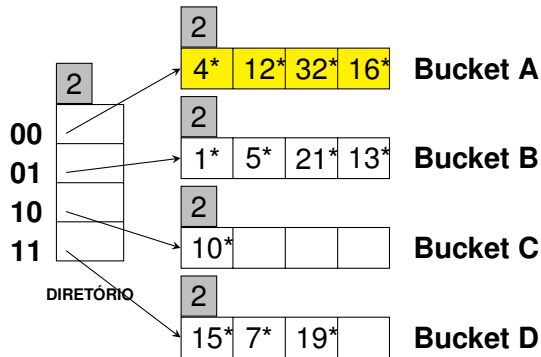 2
4* 12* 32* 16* Bucket A
2
2
00
1* 5* 21* 13* Bucket B
01
2
10
10* Bucket C
11
DIRETÓRIO
2
15* 7* 19* Bucket D